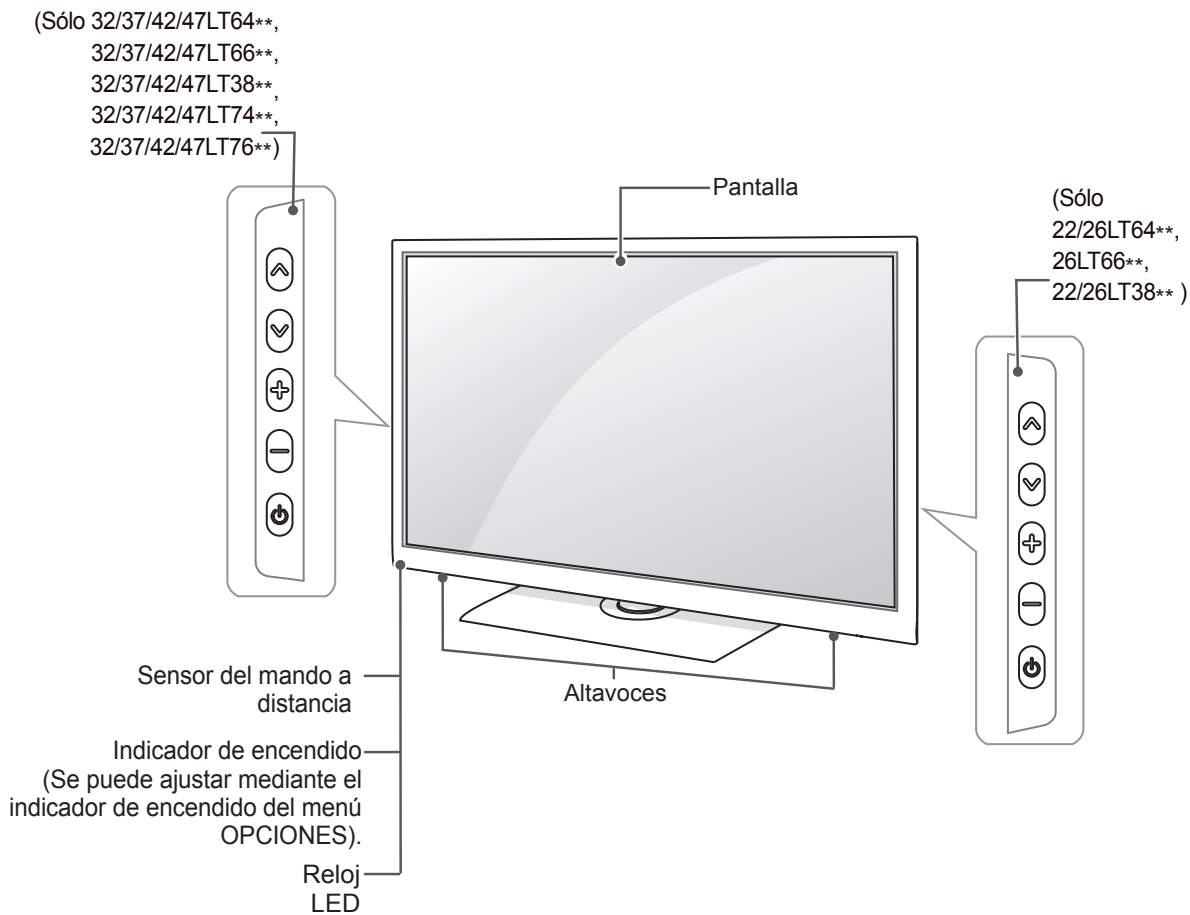 (Sólo 32/37/42/47LT64**,
32/37/42/47LT66**,
32/37/42/47LT38**,
32/37/42/47LT74**,
32/37/42/47LT76**)
Pantalla
(Sólo
22/26LT64**,
26LT66**,
22/26LT38** )
Sensor del mando a
distancia
Altavoces
Indicador de encendido
(Se puede ajustar mediante el
indicador de encendido del menú
OPCIONES).
Reloj
LED